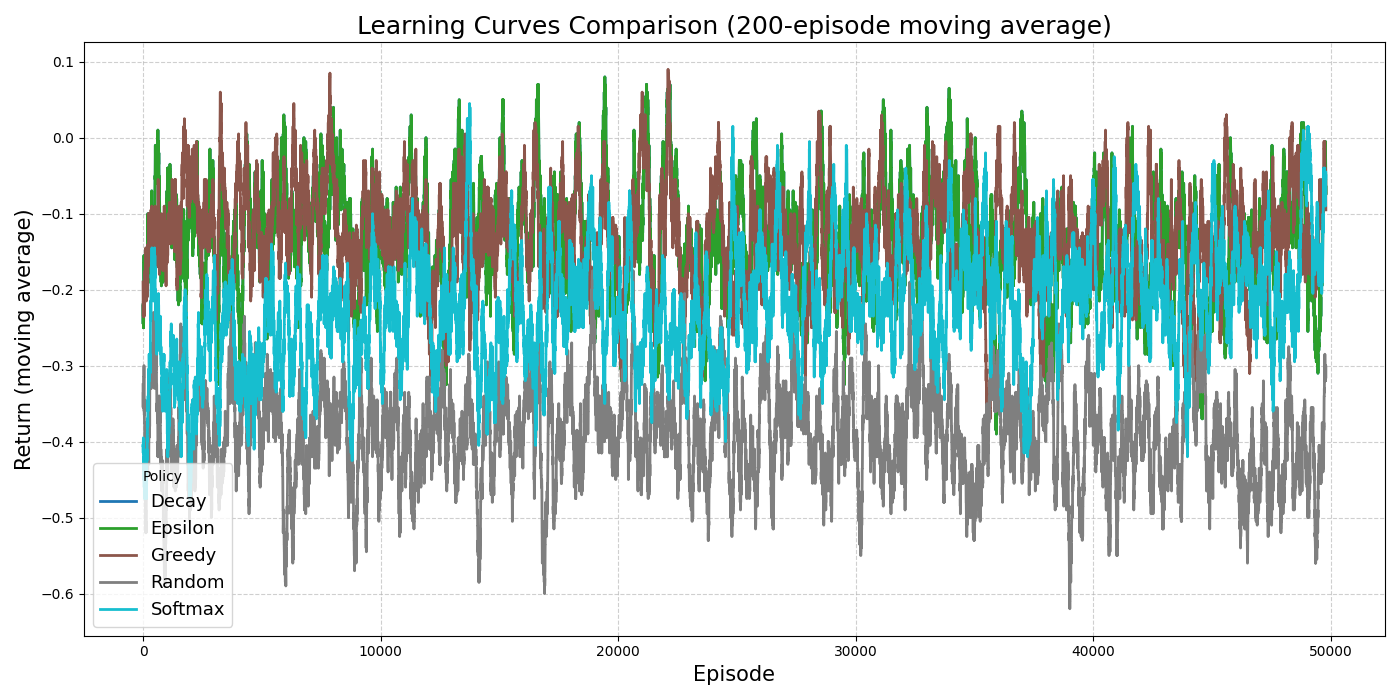 Learning Curves Comparison (200-episode moving average)
Return (moving average)
0.1
0.0
−0.1
−0.2
−0.3
−0.4
−0.5
−0.6
Policy
Decay
Epsilon
Greedy
Random
Softmax
0 10000 20000 30000 40000 50000
Episode